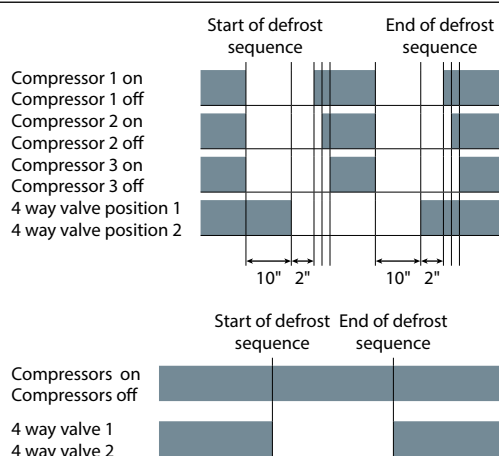 Start of defrost
sequence
End of defrost
sequence
Compressor 1 on
Compressor 1 off
Compressor 2 on
Compressor 2 off
Compressor 3 on
Compressor 3 off
4 way valve position 1
4 way valve position 2
10" 2" 10" 2"
Start of defrost
sequence
End of defrost
sequence
Compressors on
Compressors off
4 way valve 1
4 way valve 2